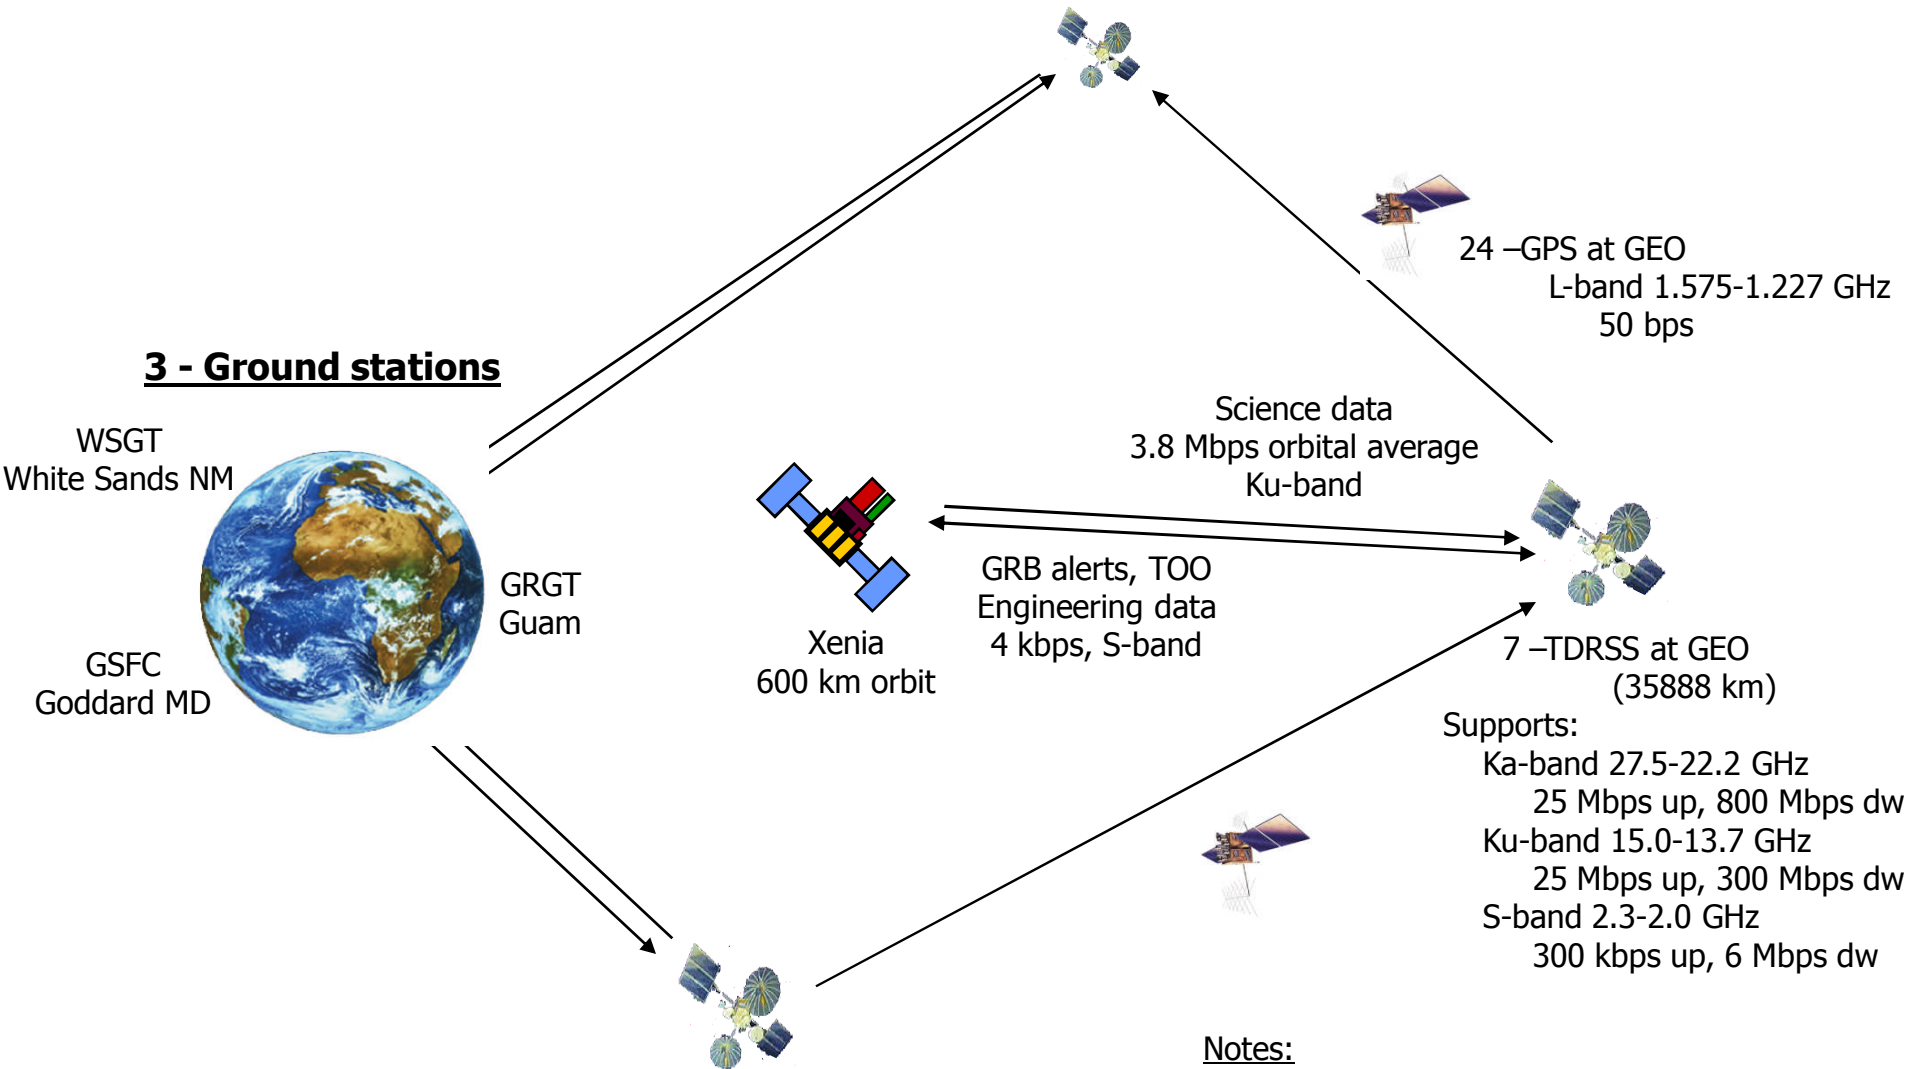 24 –GPS at GEO
L-band 1.575-1.227 GHz
50 bps
3 - Ground stations
WSGT
White Sands NM
GRGT
Guam
GSFC
Goddard MD
Science data
3.8 Mbps orbital average
Ku-band
GRB alerts, TOO
Engineering data
4 kbps, S-band
Xenia
600 km orbit
7 –TDRSS at GEO
(35888 km)
Supports:
Ka-band 27.5-22.2 GHz
25 Mbps up, 800 Mbps dw
Ku-band 15.0-13.7 GHz
25 Mbps up, 300 Mbps dw
S-band 2.3-2.0 GHz
300 kbps up, 6 Mbps dw
Notes: